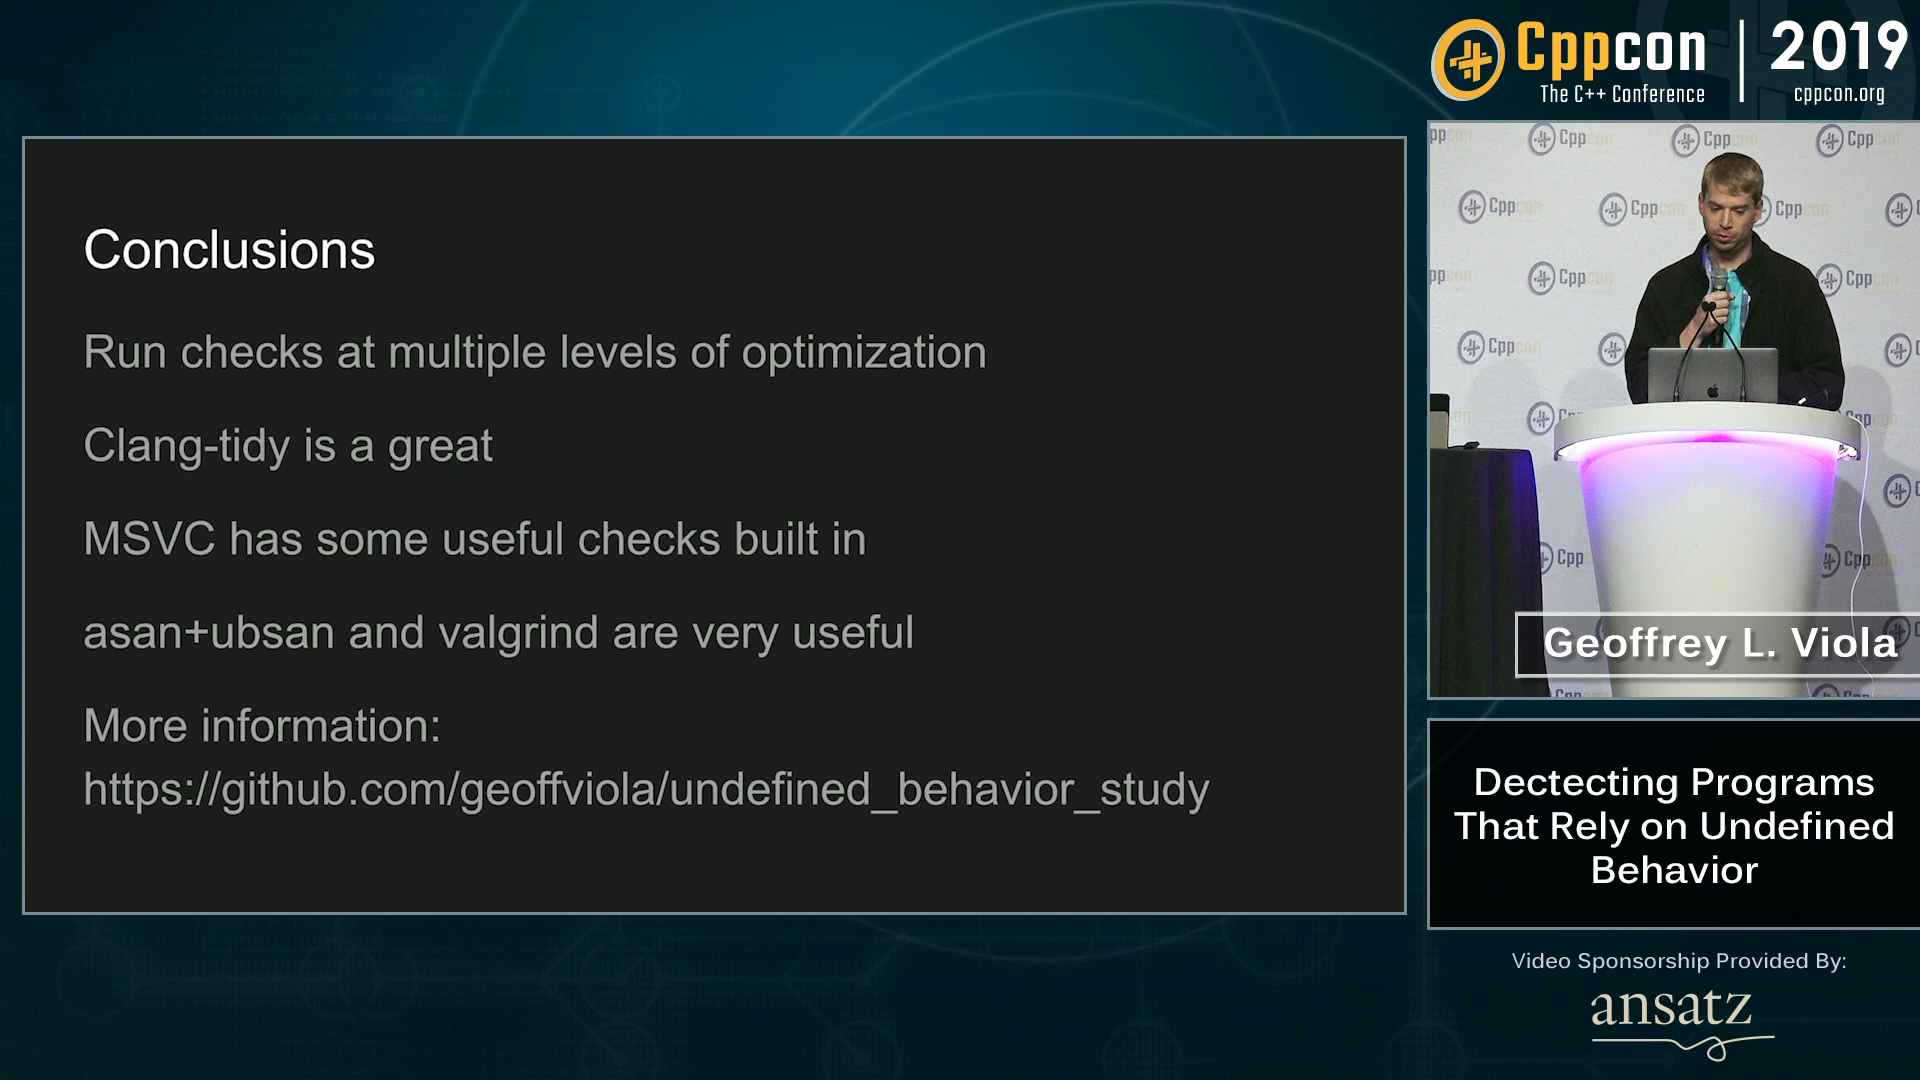 Cppcon | 2019
The C++ Conference
cppcon.org
Conclusions
Run checks at multiple levels of optimization
Clang-tidy is a great
MSVC has some useful checks built in
asan+ubsan and valgrind are very useful
More information:
https://github.com/geoffviola/undefined_behavior_study
Geoffrey L. Viola
Dectecting Programs
That Rely on Undefined
Behavior
Video Sponsorship Provided By:
ansatz